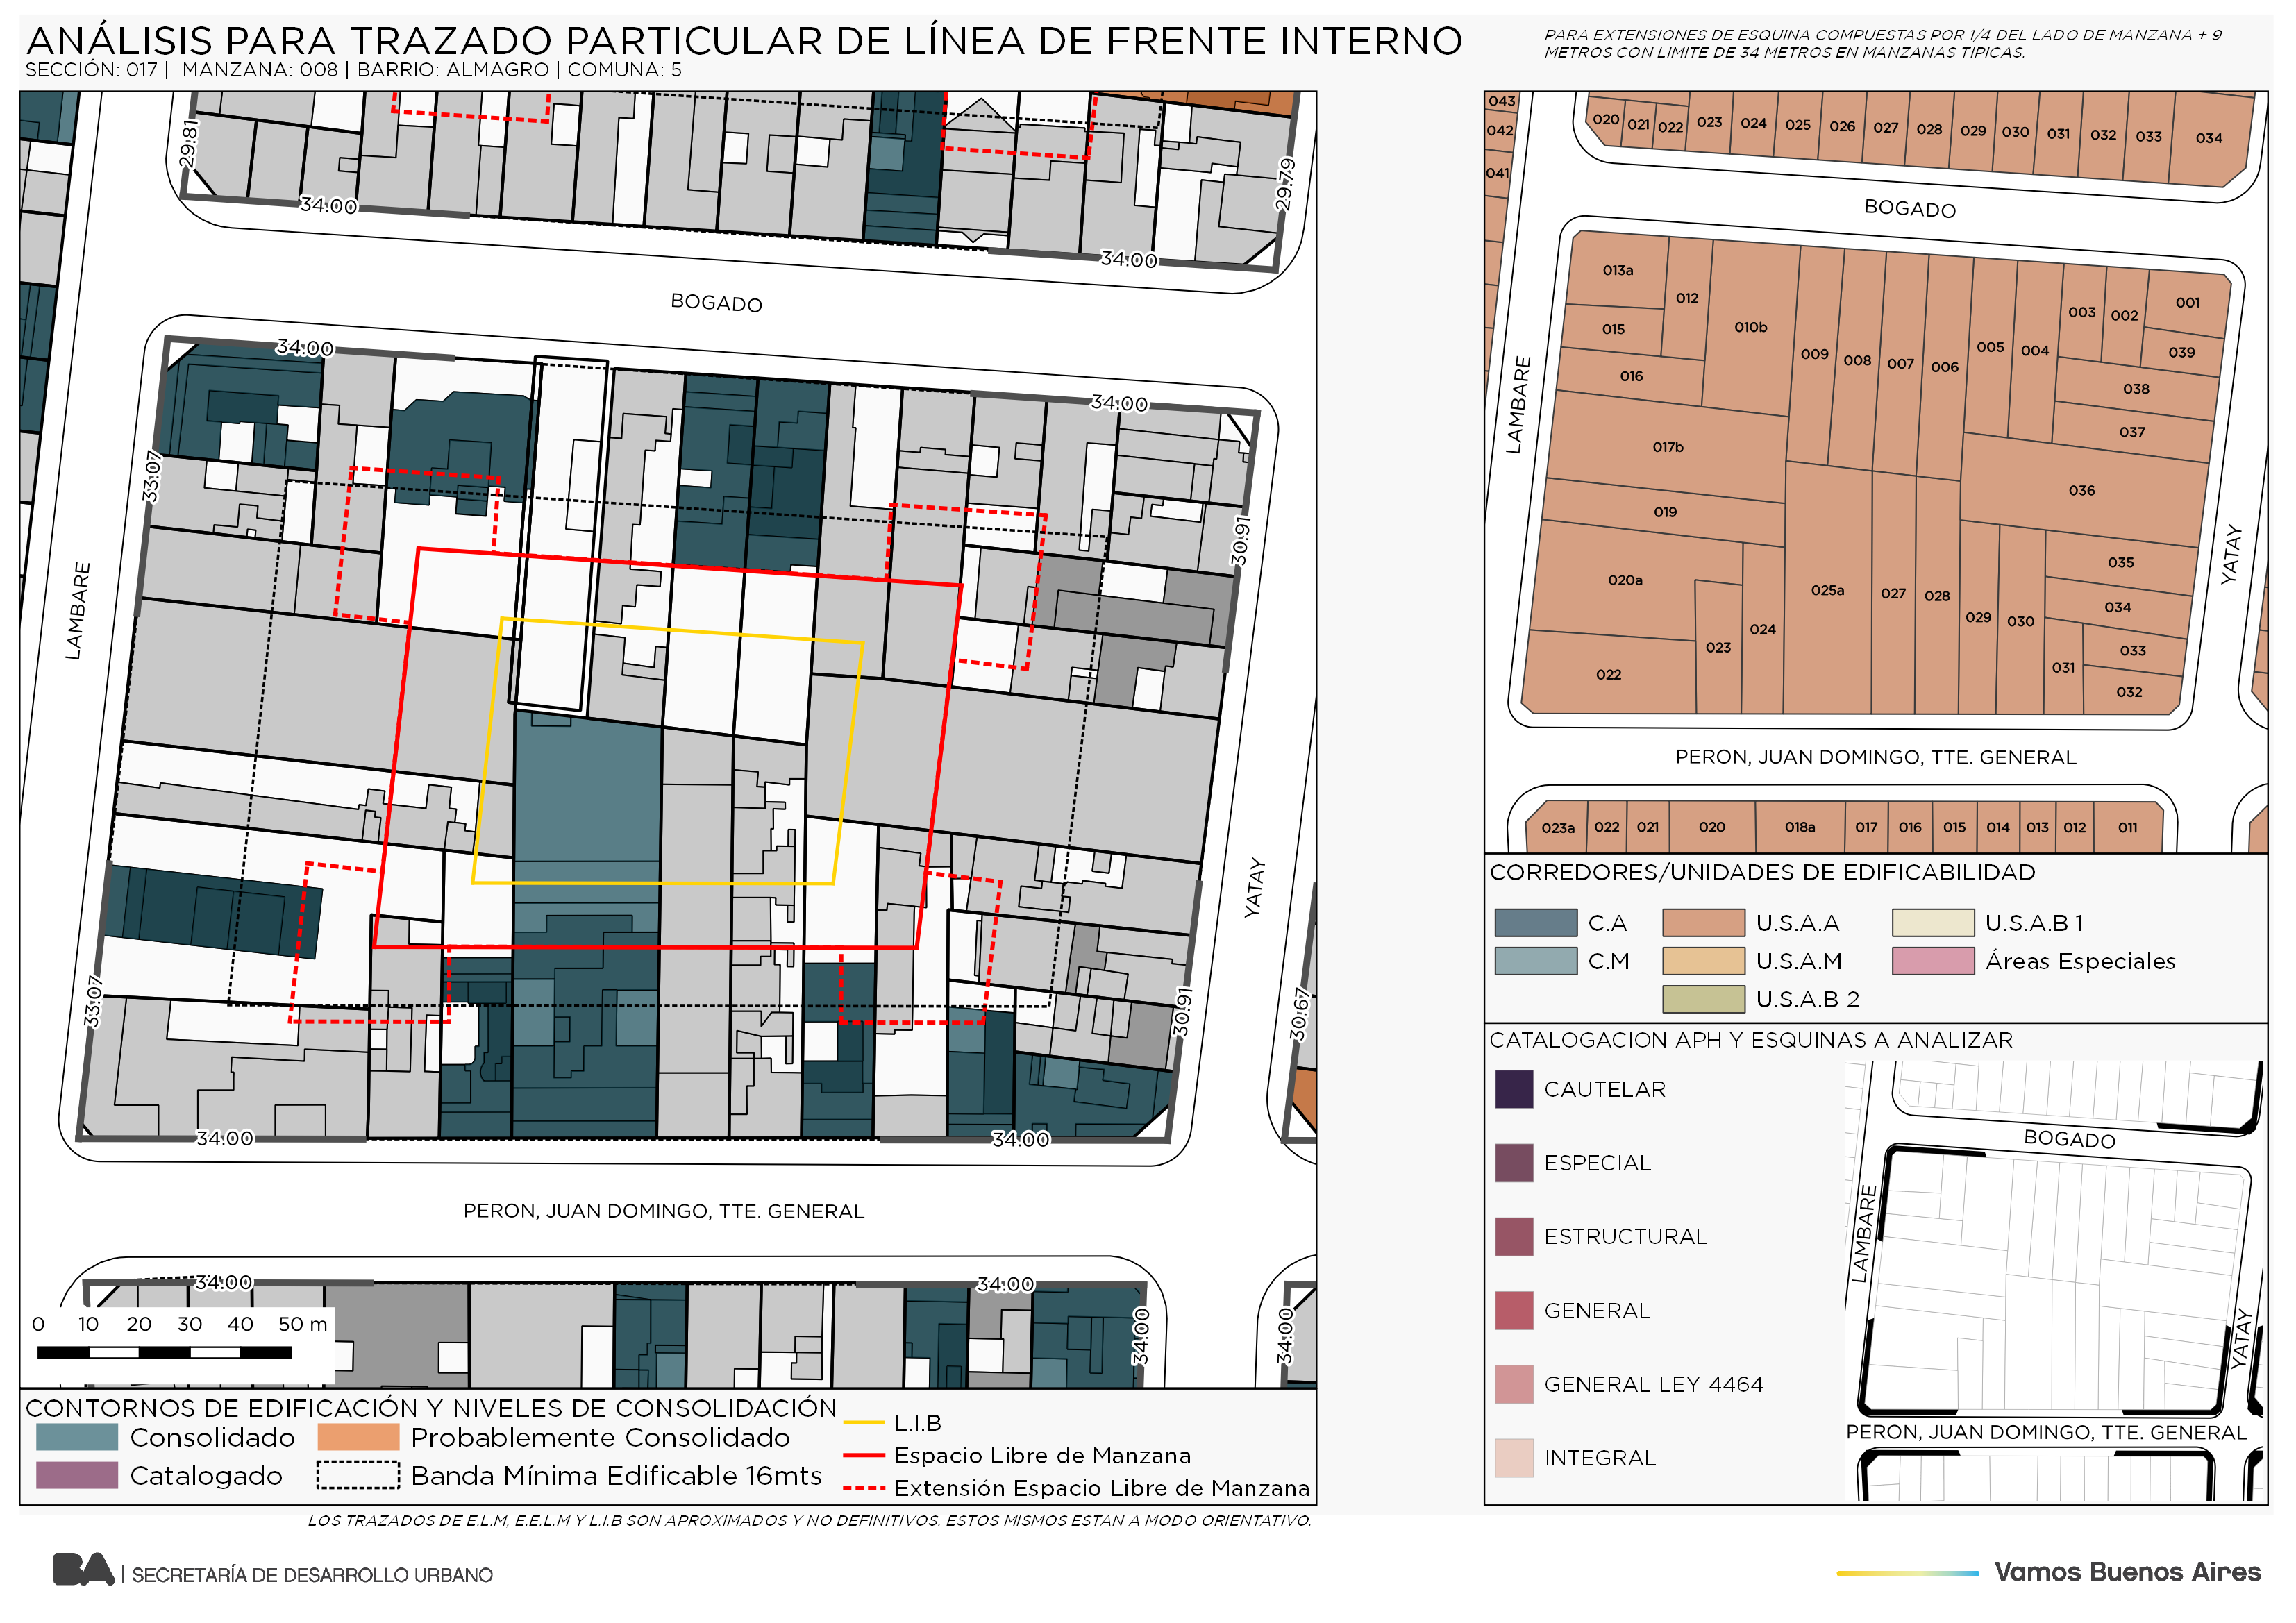 ANÁLISIS PARA TRAZADO PARTICULAR DE LÍNEA DE FRENTE INTERNO
SECCIÓN: 017 | MANZANA: 008 | BARRIO: ALMAGRO | COMUNA: 5
PARA EXTENSIONES DE ESQUINA COMPUESTAS POR 1/4 DEL LADO DE MANZANA + 9
METROS CON LIMITE DE 34 METROS EN MANZANAS TIPICAS.
29.81
34.00
29.79
34.00
BOGADO
34.00
34.00
33.07
30.91
LAMBARE
YATAY
33.07
30.91
30.67
34.00
34.00
PERON, JUAN DOMINGO, TTE. GENERAL
34.00
34.00
34.00
34.00
0 10 20 30 40 50 m
CONTORNOS DE EDIFICACIÓN Y NIVELES DE CONSOLIDACIÓN
Consolidado
Probablemente Consolidado
Catalogado
Banda Mínima Edificable 16mts
L.I.B
Espacio Libre de Manzana
Extensión Espacio Libre de Manzana
LOS TRAZADOS DE E.L.M, E.E.L.M Y L.I.B SON APROXIMADOS Y NO DEFINITIVOS. ESTOS MISMOS ESTAN A MODO ORIENTATIVO.
043
042
041
020 021 022 023 024 025 026 027 028 029 030 031 032 033 034
BOGADO
013a 012 010b 009 008 007 006 005 004 003 002 001
015
039
016
038
037
017b
036
019
035
020a
025a 027 028 029 030
034
024
023
033
031
022
032
LAMBARE
YATAY
PERON, JUAN DOMINGO, TTE. GENERAL
023a 022 021 020 018a 017 016 015 014 013 012 011
CORREDORES/UNIDADES DE EDIFICABILIDAD
C.A
U.S.A.A
U.S.A.B 1
C.M
U.S.A.M
Áreas Especiales
U.S.A.B 2
CATALOGACION APH Y ESQUINAS A ANALIZAR
CAUTELAR
ESPECIAL
ESTRUCTURAL
GENERAL
GENERAL LEY 4464
INTEGRAL
BOGADO
LAMBARE
YATAY
PERON, JUAN DOMINGO, TTE. GENERAL
BA | SECRETARÍA DE DESARROLLO URBANO
Vamos Buenos Aires